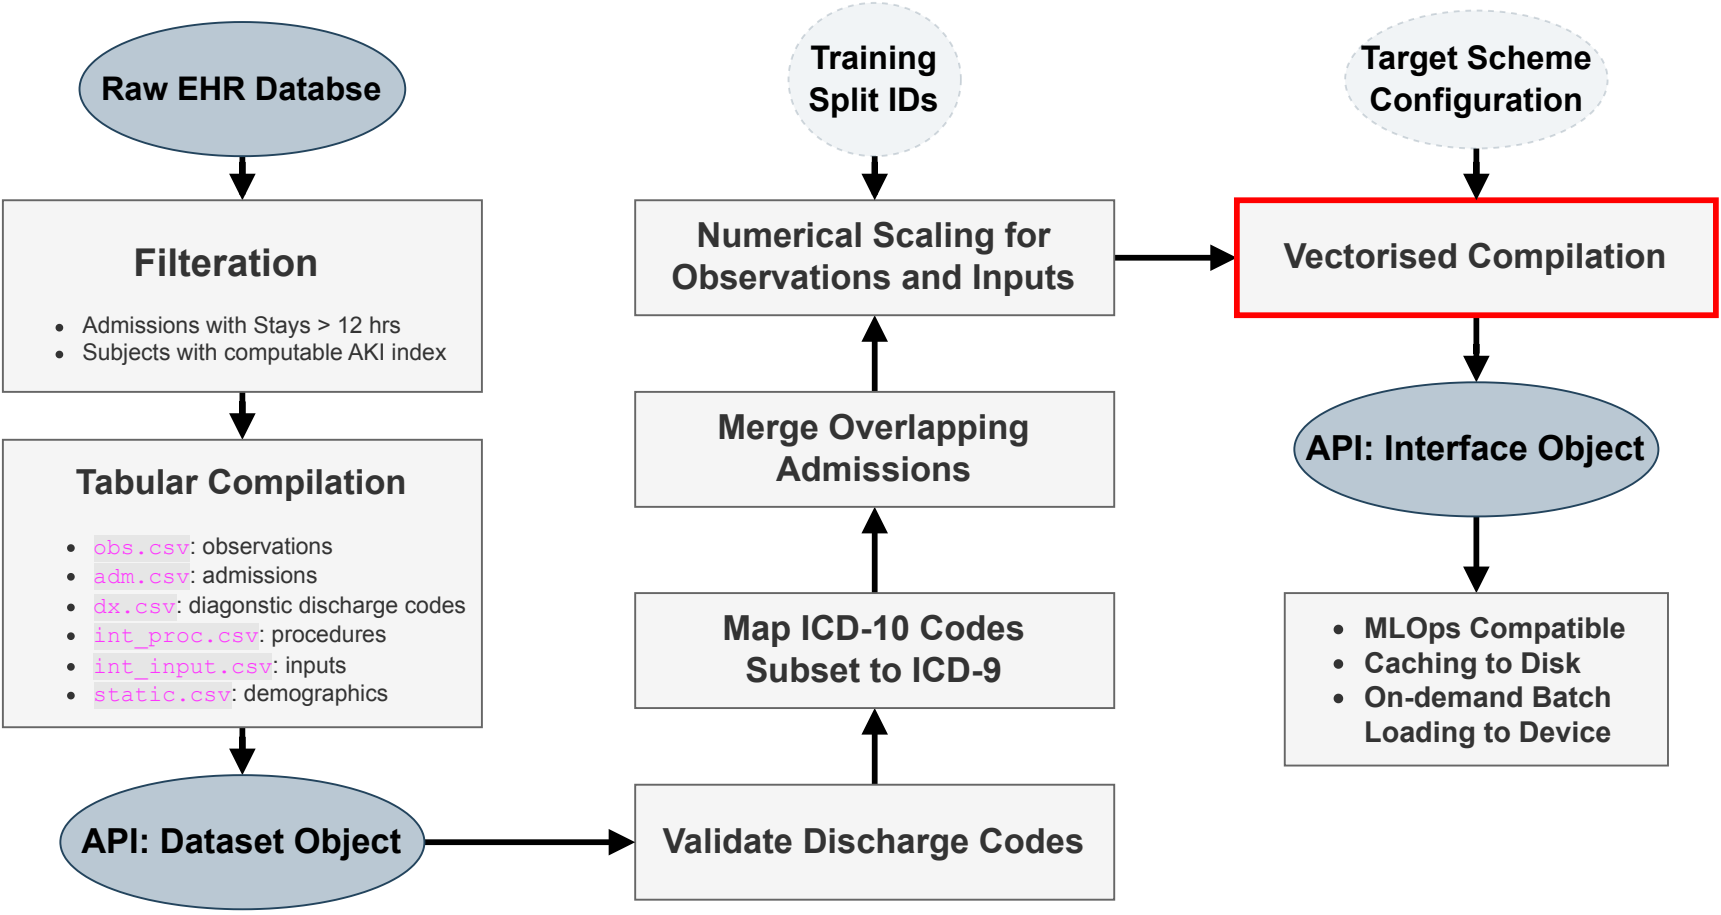 Raw EHR Databse
Filteration
• Admissions with Stays > 12 hrs
• Subjects with computable AKI index
Tabular Compilation
• obs.csv: observations
• adm.csv: admissions
• dx.csv: diagonstic discharge codes
• int_proc.csv: procedures
• int_input.csv: inputs
• static.csv: demographics
API: Dataset Object
Training
Split IDs
Numerical Scaling for
Observations and Inputs
Merge Overlapping
Admissions
Map ICD-10 Codes
Subset to ICD-9
Validate Discharge Codes
Target Scheme
Configuration
Vectorised Compilation
API: Interface Object
• MLOps Compatible
• Caching to Disk
• On-demand Batch
Loading to Device